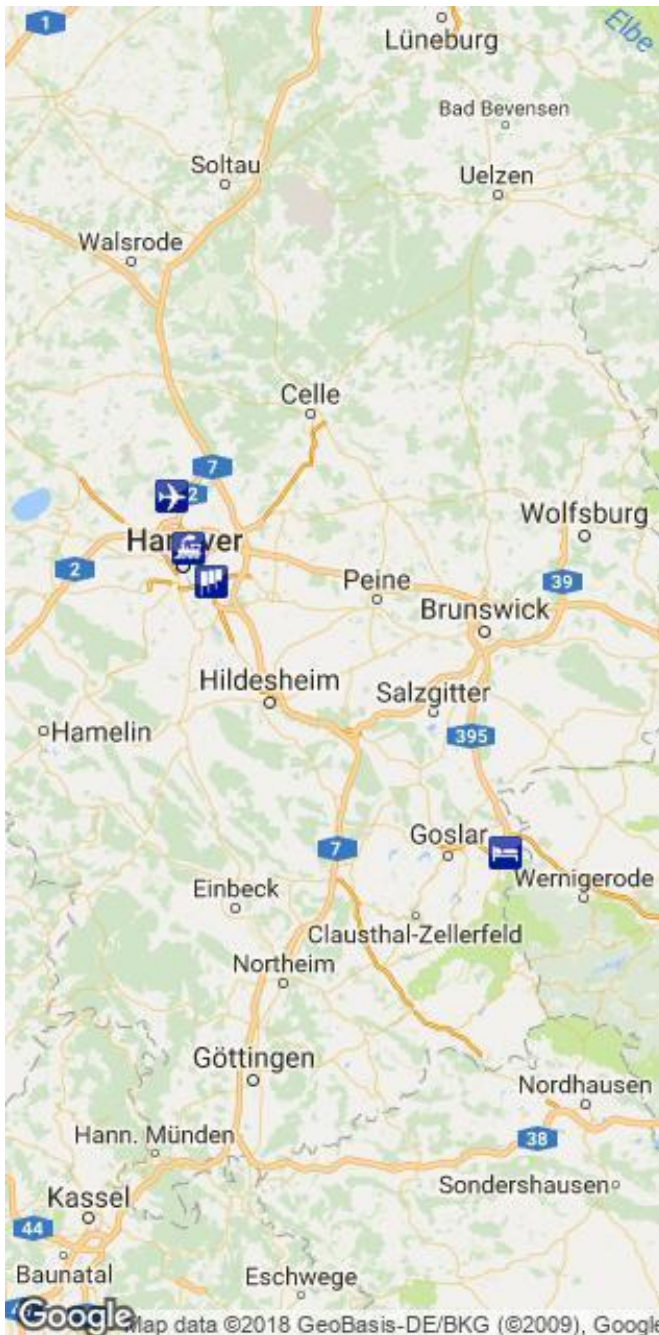 1
Elbe
Lüneburg
Bad Bevensen
Soltau
Uelzen
Walsrode
Celle
7
2
Wolfsburg
2
39
Peine
Brunswick
Hildesheim
Salzgitter
Hamelin
395
Goslar
7
Wernigerode
Einbeck
Clausthal-Zellerfeld
Northeim
Göttingen
Nordhausen
Hann. Münden
38
Sondershausen
Kassel
44
Baunatal
Eschwege
Google
Map data ©2018 GeoBasis-DE/BKG (©2009), Google